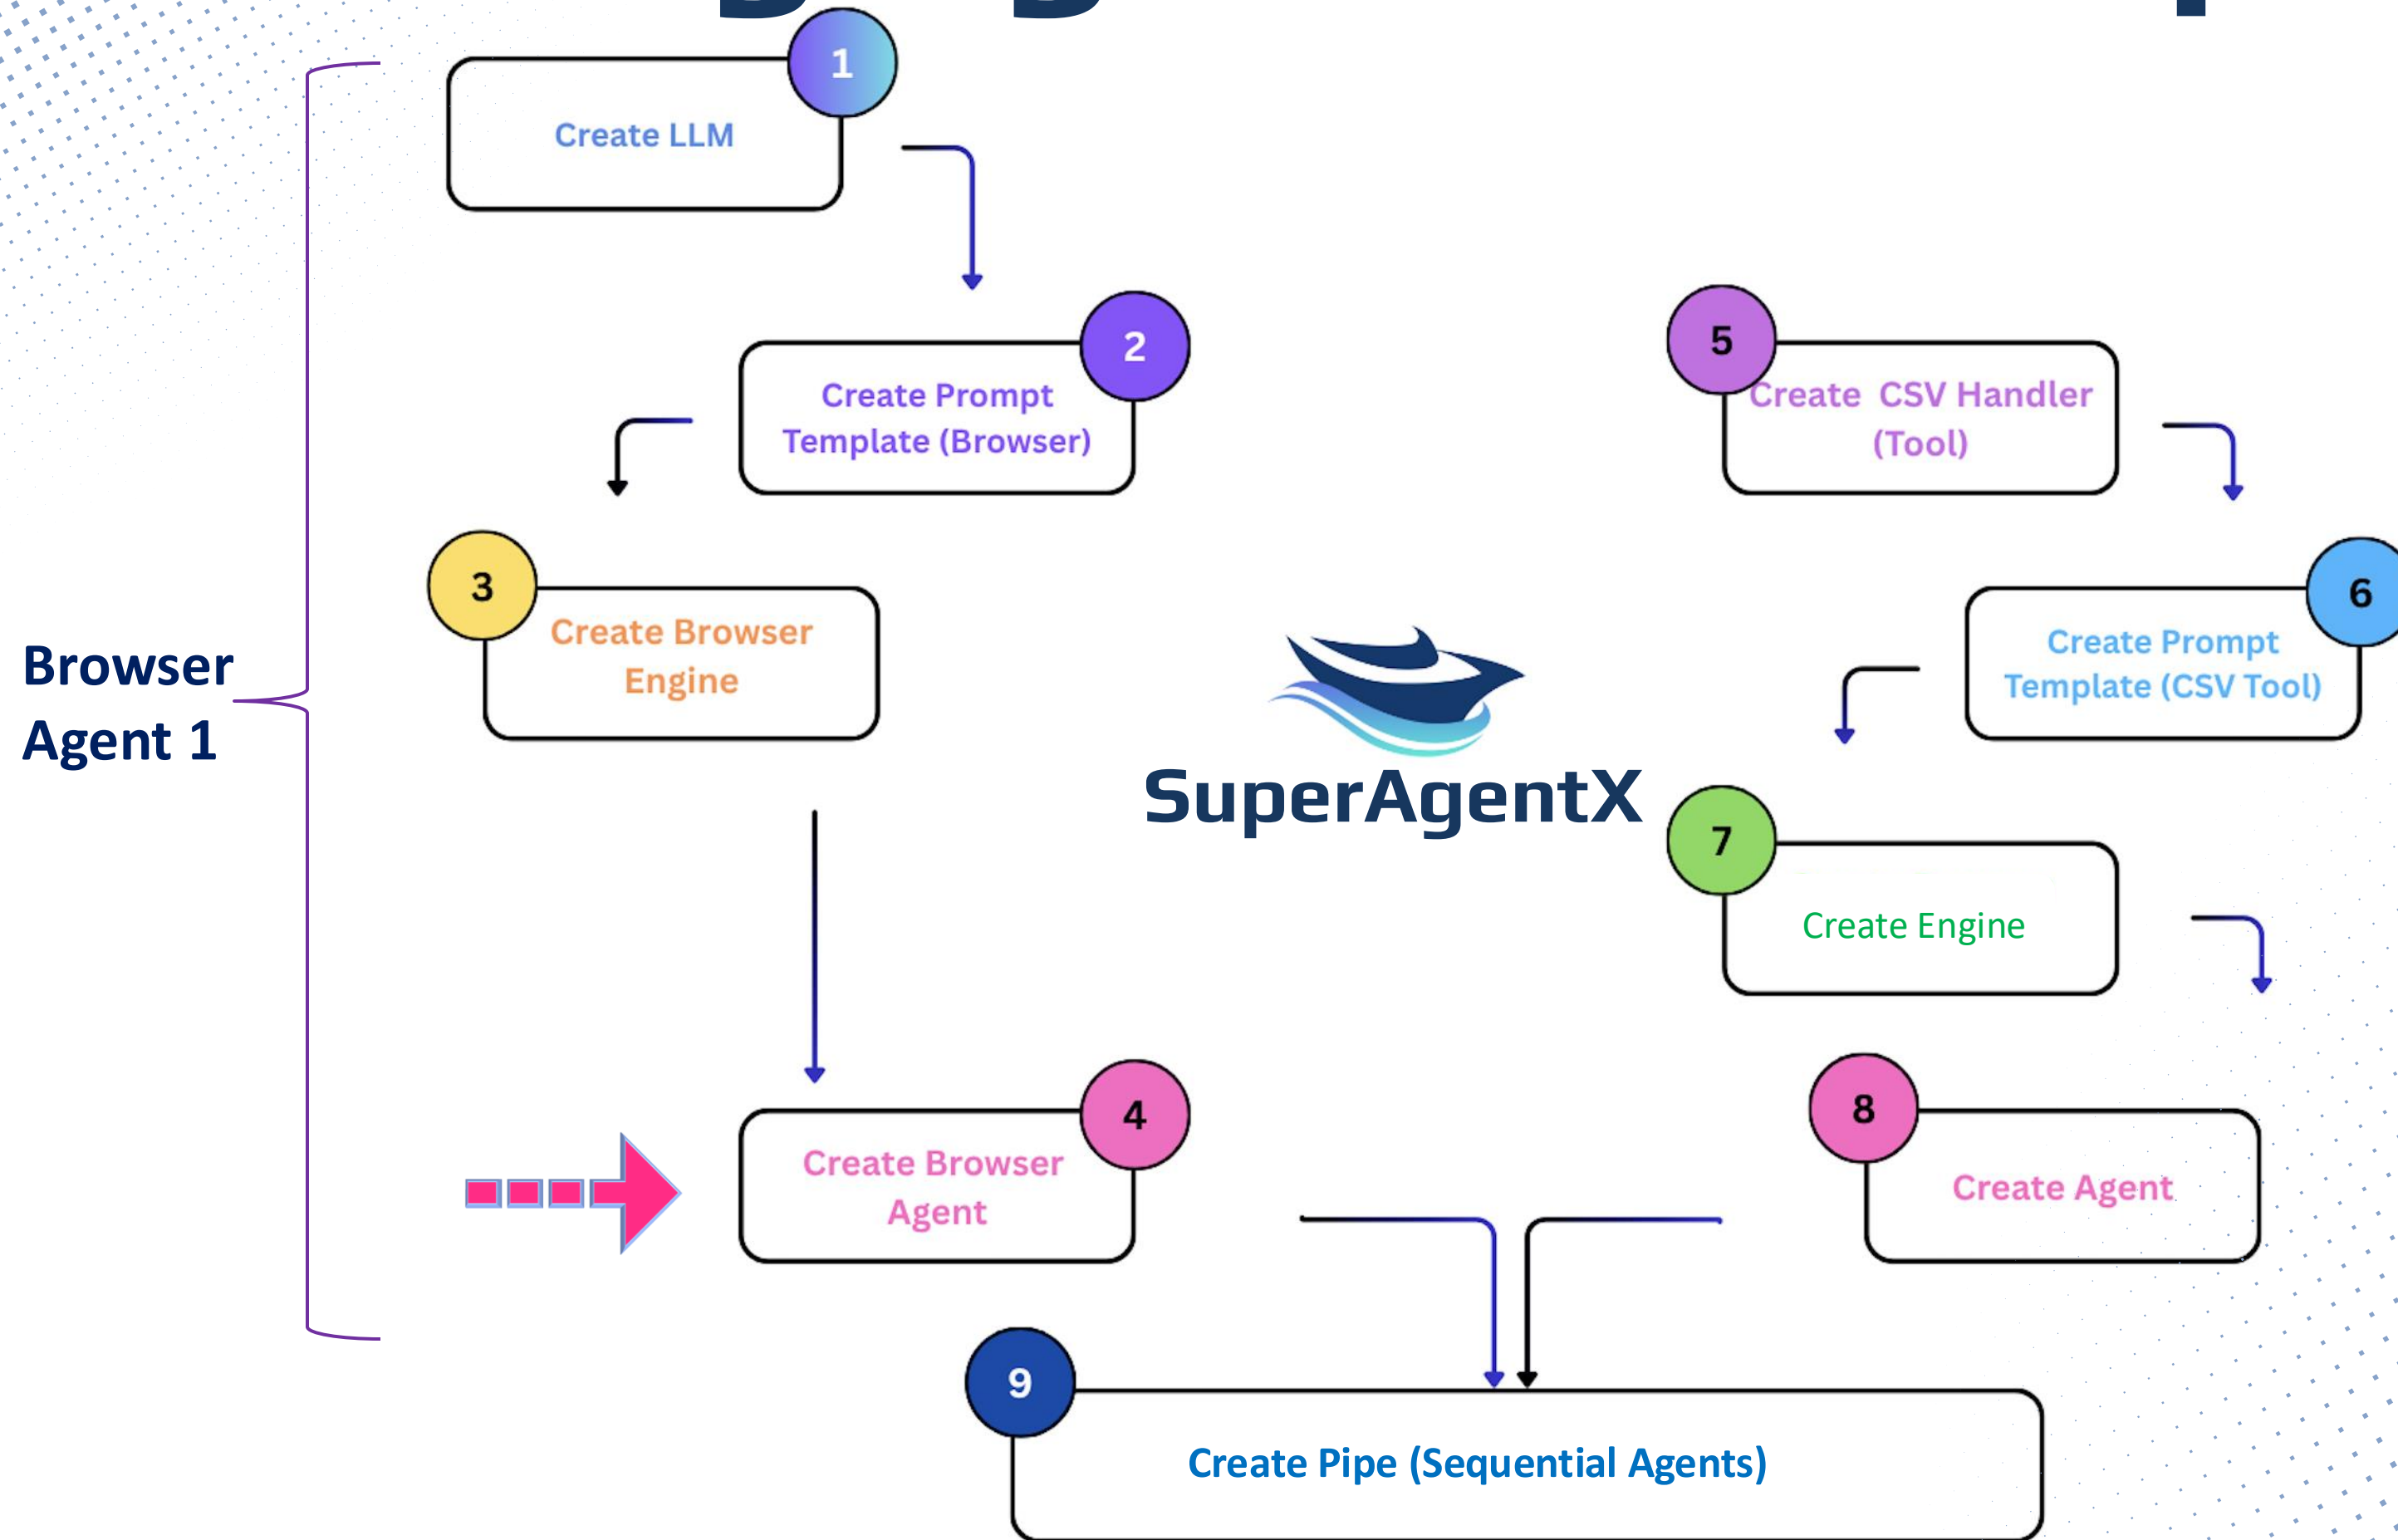 1
Create LLM
2
Create Prompt
Template (Browser)
3
Create Browser
Engine
Browser
Agent 1
4
Create Browser
Agent
SuperAgentX
5
Create  CSV Handler
(Tool)
6
Create Prompt
Template (CSV Tool)
7
Create Engine
8
Create Agent
9
Create Pipe (Sequential Agents)